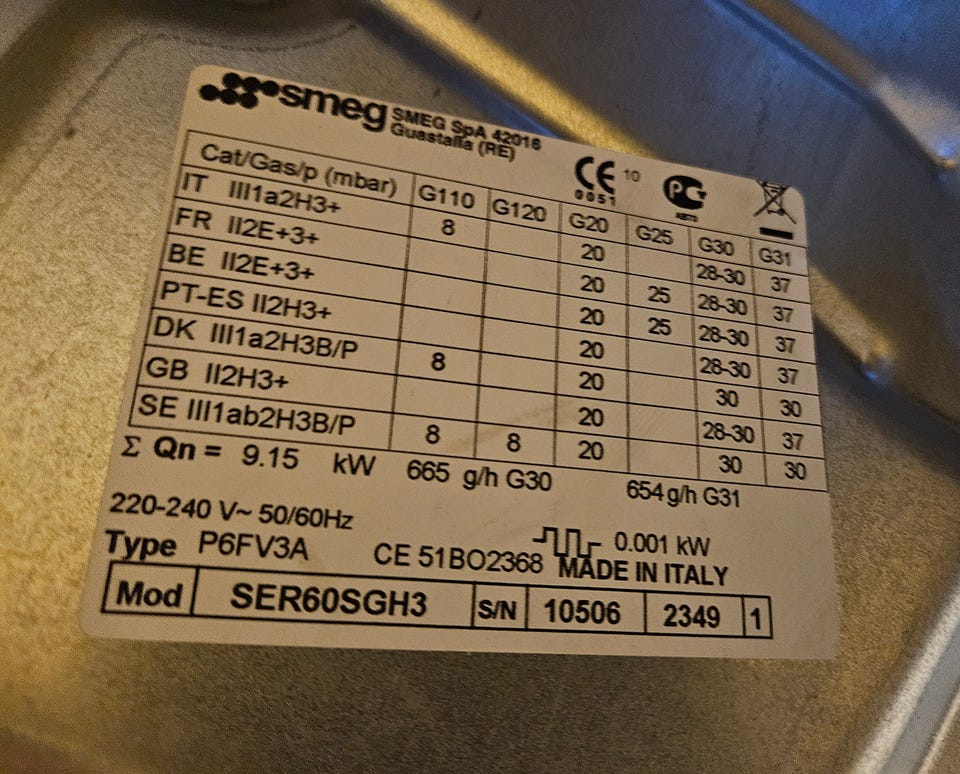 smeg SMEG SpA 42016
Guastalla (RE)
CE 10
0051
PG
Cat/Gas/p (mbar) G110 G120 G20 G25 G30 G31
IT III1a2H3+ 8 20 28-30 37
FR II2E+3+ 20 25 28-30 37
BE II2E+3+ 20 25 28-30 37
PT-ES II2H3+ 20 28-30 37
DK III1a2H3B/P 8 20 30 30
GB II2H3+ 20 28-30 37
SE III1ab2H3B/P 8 8 20 30 30
Σ Qn = 9.15 kW 665 g/h G30 654 g/h G31
220-240 V~ 50/60Hz 0.001 kW
Type P6FV3A CE 51BO2368 MADE IN ITALY
Mod SER60SGH3 S/N 10506 2349 1